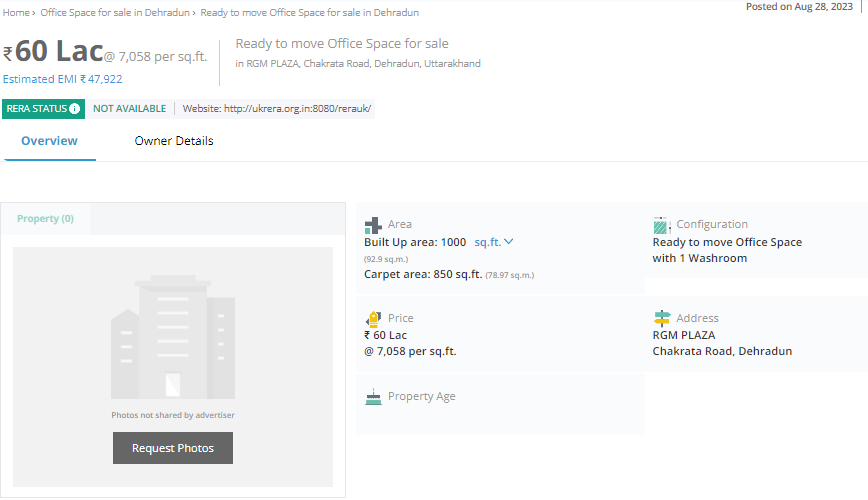 Home › Office Space for sale in Dehradun › Ready to move Office Space for sale in Dehradun
Posted on Aug 28, 2023
₹ 60 Lac @ 7,058 per sq.ft.
Estimated EMI ₹ 47,922
Ready to move Office Space for sale
in RGM PLAZA, Chakrata Road, Dehradun, Uttarakhand
RERA STATUS i NOT AVAILABLE Website: http://ukrera.org.in:8080/rerauk/
Overview Owner Details
Property (0)
Photos not shared by advertiser
Request Photos
Area
Built Up area: 1000 sq.ft.
(92.9 sq.m.)
Carpet area: 850 sq.ft. (78.97 sq.m.)
Configuration
Ready to move Office Space
with 1 Washroom
Price
₹ 60 Lac
@ 7,058 per sq.ft.
Address
RGM PLAZA
Chakrata Road, Dehradun
Property Age